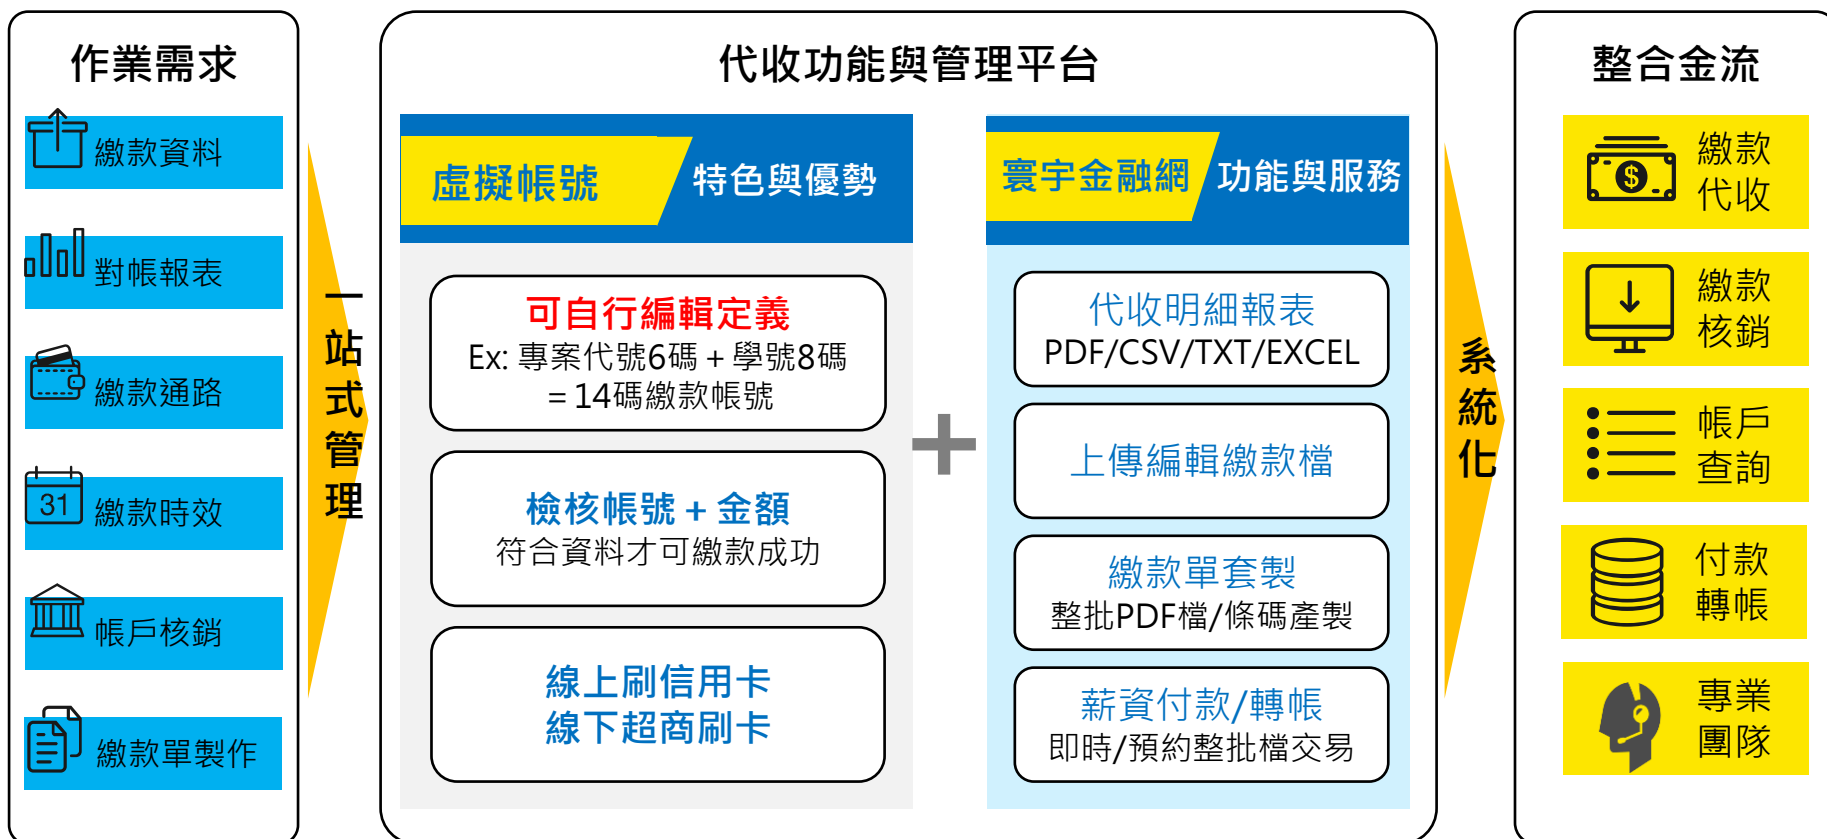 作業需求
繳款資料
對帳報表
繳款通路
31
繳款時效
帳戶核銷
繳款單製作
一
站
式
管
理
代收功能與管理平台
虛擬帳號
特色與優勢
可自行編輯定義
Ex: 專案代號6碼 + 學號8碼
= 14碼繳款帳號
檢核帳號 + 金額
符合資料才可繳款成功
線上刷信用卡
線下超商刷卡
+
寰宇金融網
功能與服務
代收明細報表
PDF/CSV/TXT/EXCEL
上傳編輯繳款檔
繳款單套製
整批PDF檔/條碼產製
薪資付款/轉帳
即時/預約整批檔交易
系
統
化
整合金流
$
繳款
代收
繳款
核銷
帳戶
查詢
付款
轉帳
專業
團隊